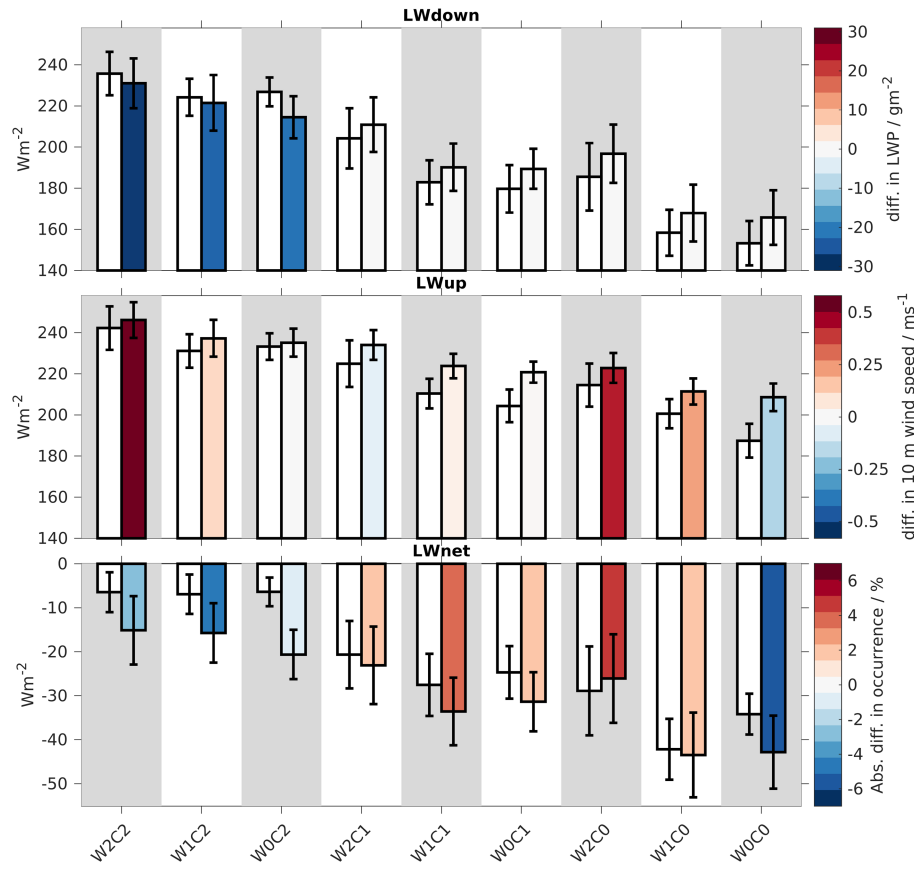 LWdown
240
220
200
180
160
140
Wm-2
30
20
10
0
-10
-20
-30
diff. in LWP / gm-2
LWup
240
220
200
180
160
140
Wm-2
0.5
0.25
0
-0.25
-0.5
diff. in 10 m wind speed / ms-1
LWnet
0
-10
-20
-30
-40
-50
Wm-2
6
4
2
0
-2
-4
-6
Abs. diff. in occurrence / %
W2C2
W1C2
W0C2
W2C1
W1C1
W0C1
W2C0
W1C0
W0C0